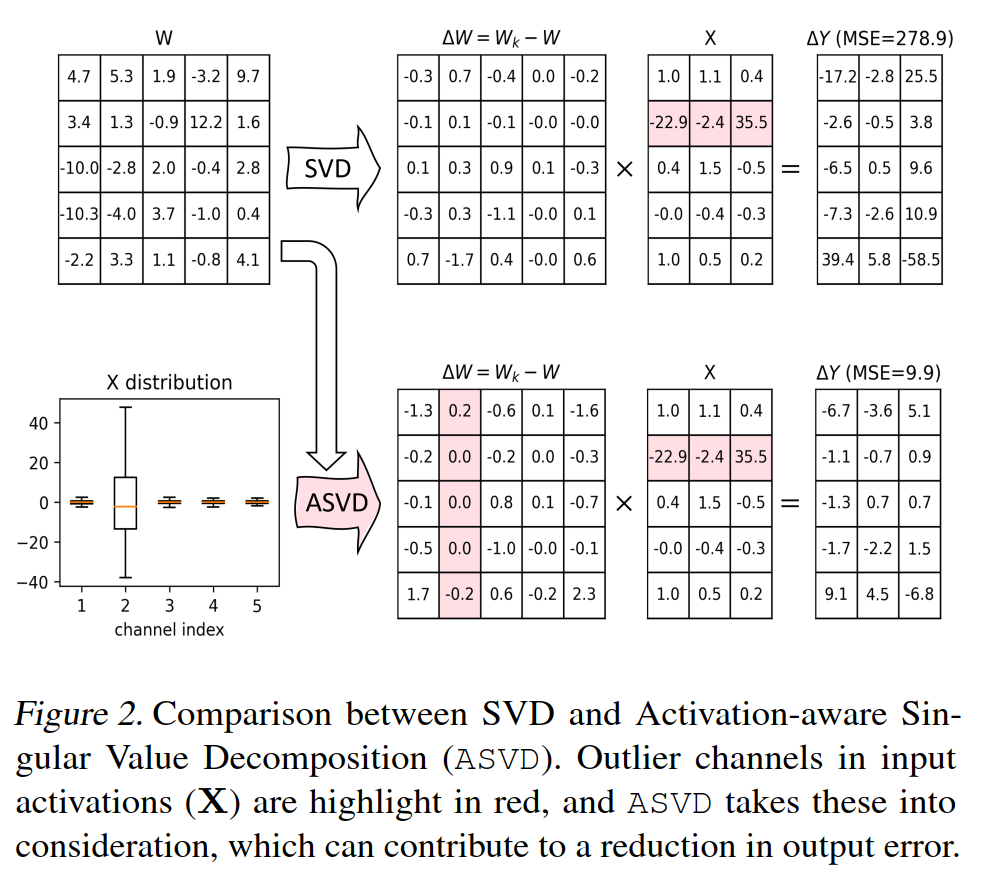 W
4.7 5.3 1.9 -3.2 9.7
3.4 1.3 -0.9 12.2 1.6
-10.0 -2.8 2.0 -0.4 2.8
-10.3 -4.0 3.7 -1.0 0.4
-2.2 3.3 1.1 -0.8 4.1
SVD
ΔW = Wₖ − W
-0.3 0.7 -0.4 0.0 -0.2
-0.1 0.1 -0.1 -0.0 -0.0
0.1 0.3 0.9 0.1 -0.3
-0.3 0.3 -1.1 -0.0 0.1
0.7 -1.7 0.4 -0.0 0.6
×
X
1.0 1.1 0.4
-22.9 -2.4 35.5
0.4 1.5 -0.5
-0.0 -0.4 -0.3
1.0 0.5 0.2
=
ΔY (MSE=278.9)
-17.2 -2.8 25.5
-2.6 -0.5 3.8
-6.5 0.5 9.6
-7.3 -2.6 10.9
39.4 5.8 -58.5
X distribution
40
20
0
−20
−40
1 2 3 4 5
channel index
ASVD
ΔW = Wₖ − W
-1.3 0.2 -0.6 0.1 -1.6
-0.2 0.0 -0.2 0.0 -0.3
-0.1 0.0 0.8 0.1 -0.7
-0.5 0.0 -1.0 -0.0 -0.1
1.7 -0.2 0.6 -0.2 2.3
×
X
1.0 1.1 0.4
-22.9 -2.4 35.5
0.4 1.5 -0.5
-0.0 -0.4 -0.3
1.0 0.5 0.2
=
ΔY (MSE=9.9)
-6.7 -3.6 5.1
-1.1 -0.7 0.9
-1.3 0.7 0.7
-1.7 -2.2 1.5
9.1 4.5 -6.8
Figure 2. Comparison between SVD and Activation-aware Sin-
gular Value Decomposition (ASVD). Outlier channels in input
activations (X) are highlight in red, and ASVD takes these into
consideration, which can contribute to a reduction in output error.